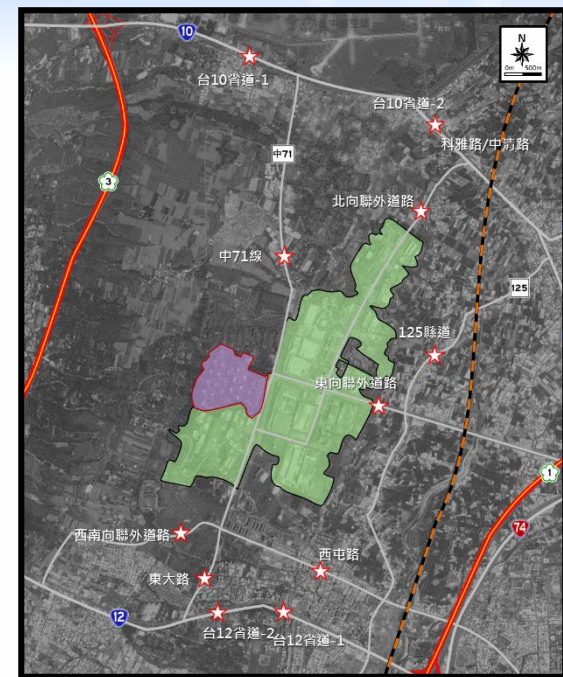 10
N
0m 500m
台10省道-1
台10省道-2
科雅路/中清路
中71
3
北向聯外道路
中71線
125
125縣道
東向聯外道路
1
74
西南向聯外道路
西屯路
東大路
12
台12省道-2
台12省道-1